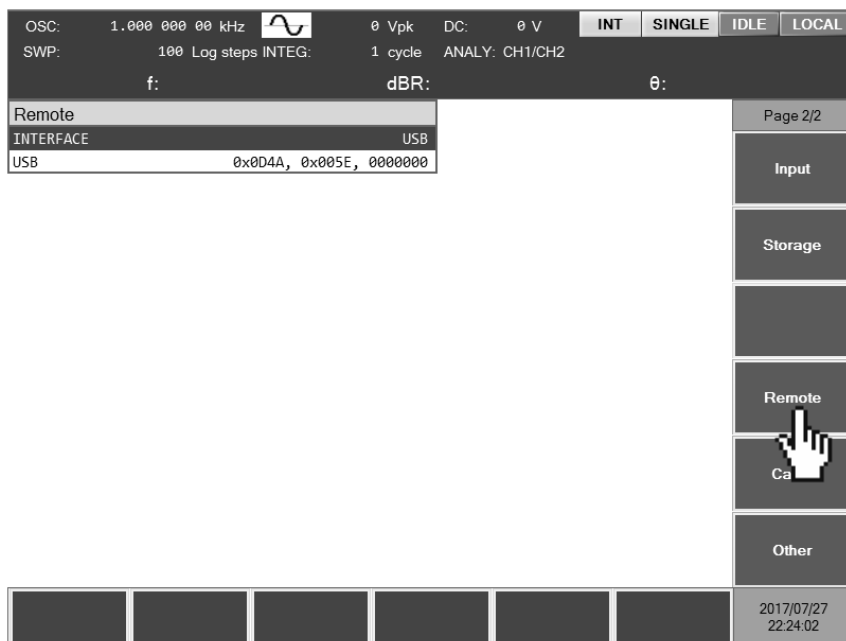 OSC: 1.000 000 00 kHz 0 Vpk DC: 0 V INT SINGLE IDLE LOCAL
SWP: 100 Log steps INTEG: 1 cycle ANALY: CH1/CH2
f: dBR: θ:
Remote
INTERFACE USB
USB 0x0D4A, 0x005E, 0000000
Page 2/2
Input
Storage
Remote
Other
2017/07/27
22:24:02